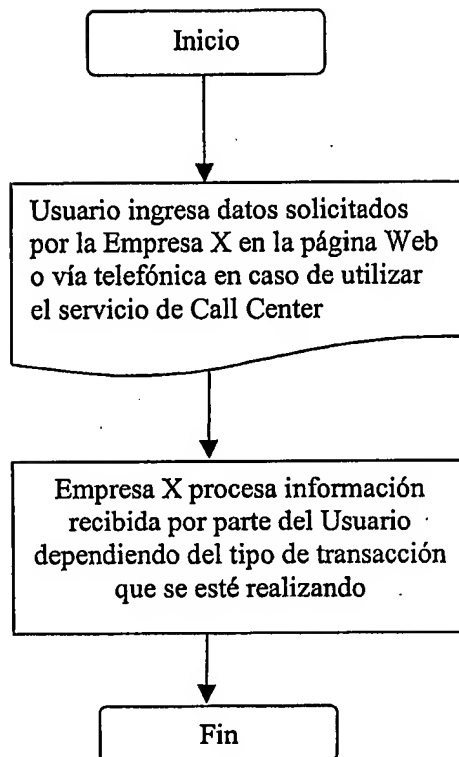 Inicio
Usuario ingresa datos solicitados
por la Empresa X en la página Web
o vía telefónica en caso de utilizar
el servicio de Call Center
Empresa X procesa información
recibida por parte del Usuario
dependiendo del tipo de transacción
que se esté realizando
Fin